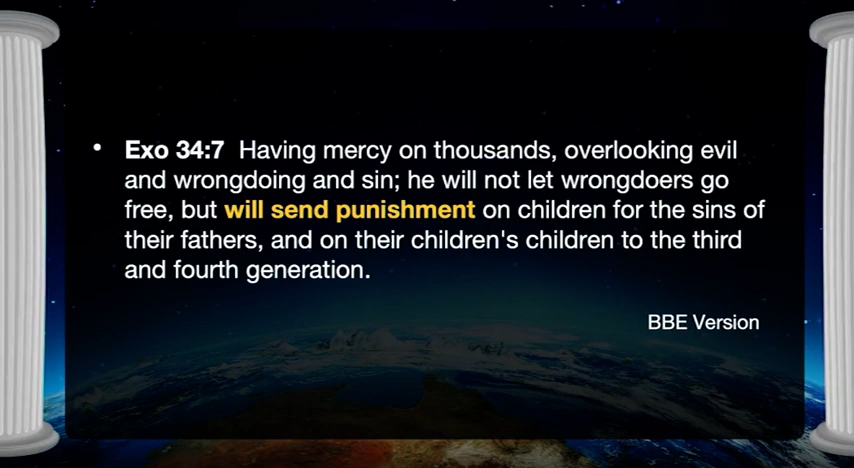 • Exo 34:7 Having mercy on thousands, overlooking evil
and wrongdoing and sin; he will not let wrongdoers go
free, but will send punishment on children for the sins of
their fathers, and on their children's children to the third
and fourth generation.
BBE Version